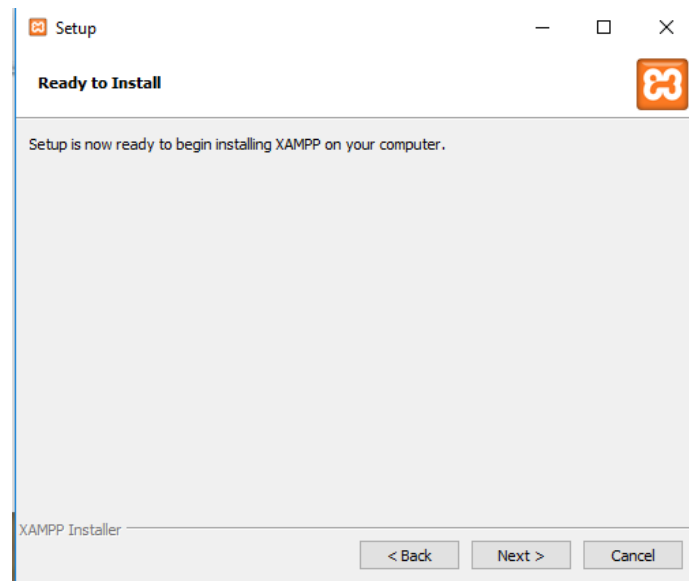 Setup
Ready to Install
Setup is now ready to begin installing XAMPP on your computer.
XAMPP Installer
< Back Next > Cancel